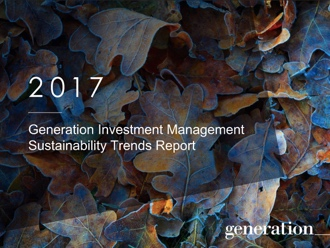 2017
Generation Investment Management
Sustainability Trends Report
generation